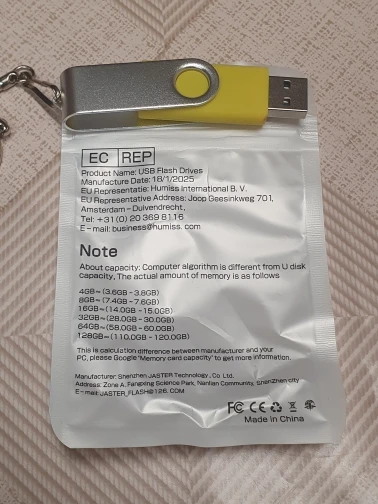 EC REP
Product Name: USB Flash Drives
Manufacture Date: 18/1/2025
EU Representatie: Humiss International B. V.
EU Representative Address: Joop Geesinkweg 701,
Amsterdam - Duivendrecht,
Tel: +31(0) 20 369 8116
E-mail: business@humiss. com
Note
About capacity: Computer algorithm is different from U disk
capacity, The actual amount of memory is as follows
4GB≈(3.6GB - 3.8GB)
8GB≈(7.4GB - 7.6GB)
16GB≈(14.0GB - 15.0GB)
32GB≈(28.0GB - 30.0GB)
64GB≈(58.0GB - 60.0GB)
128GB≈(110.0GB - 120.0GB)
This is calculation difference between manufacturer and your
PC, please Google "Memory card capacity" to get more information.
Manufacturer: Shenzhen JASTER Technology., Co. Ltd.
Address: Zone A, Fangxing Science Park, Nanlian Community, Shenzhen city
E-mail: JASTER_FLASH@126. COM
FC CE
Made in China